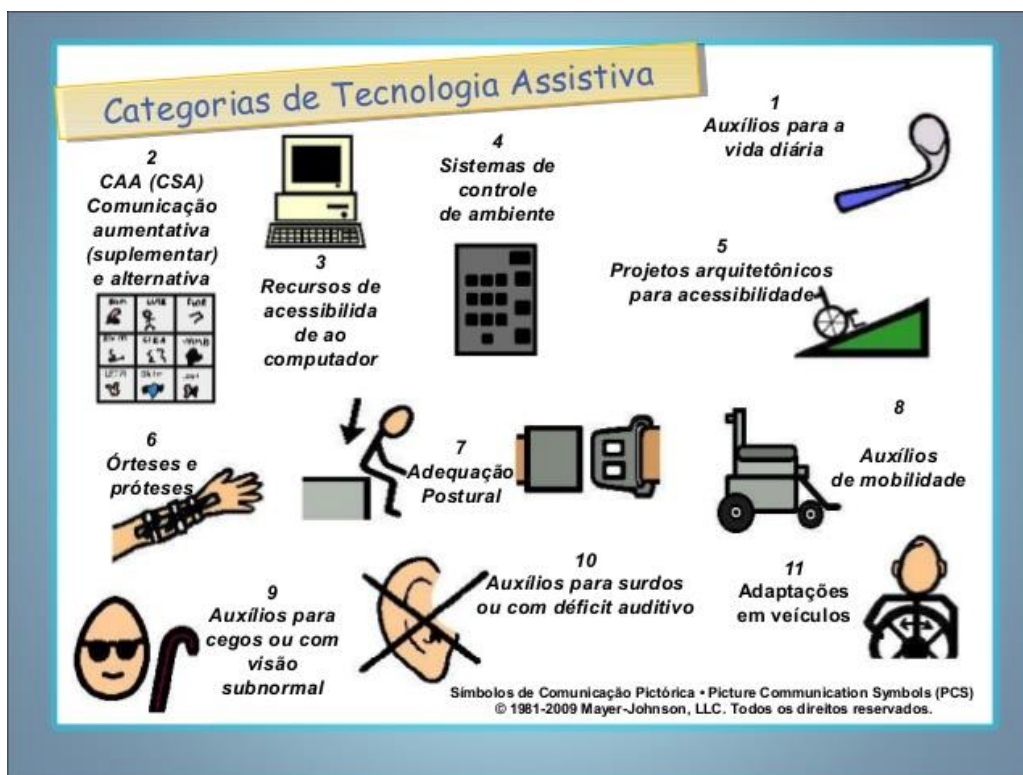 Categorias de Tecnologia Assistiva
1
Auxílios para a
vida diária
2
CAA (CSA)
Comunicação
aumentativa
(suplementar)
e alternativa
3
Recursos de
acessibilida
de ao
computador
4
Sistemas de
controle
de ambiente
5
Projetos arquitetônicos
para acessibilidade
6
Órteses e
próteses
7
Adequação
Postural
8
Auxílios
de mobilidade
9
Auxílios para
cegos ou com
visão
subnormal
10
Auxílios para surdos
ou com déficit auditivo
11
Adaptações
em veículos
Símbolos de Comunicação Pictórica • Picture Communication Symbols (PCS)
© 1981-2009 Mayer-Johnson, LLC. Todos os direitos reservados.